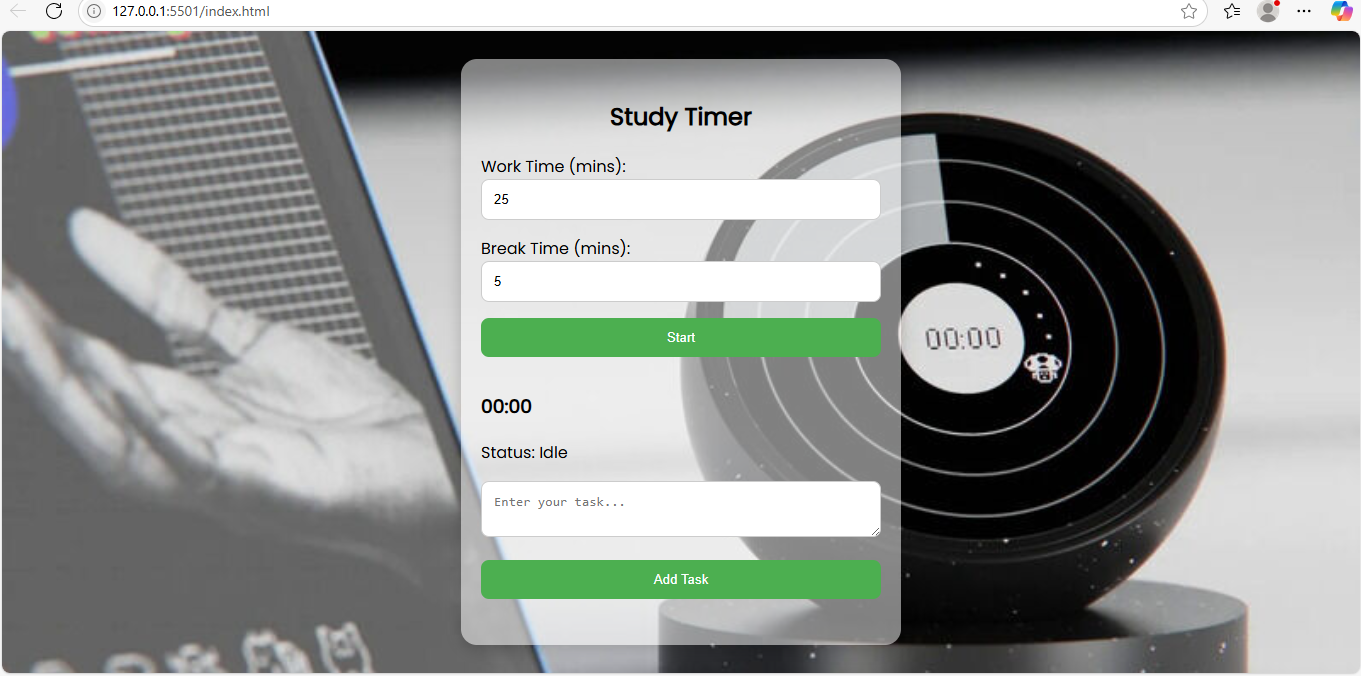 127.0.0.1:5501/index.html
Study Timer
Work Time (mins):
25
Break Time (mins):
5
Start
00:00
00:00
Status: Idle
Enter your task...
Add Task